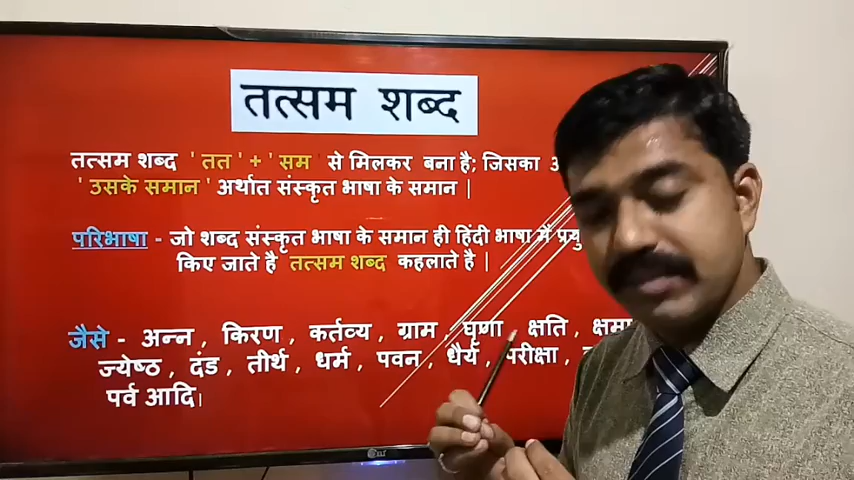 तत्सम शब्द
तत्सम शब्द 'तत' + 'सम' से मिलकर बना है; जिसका
'उसके समान' अर्थात संस्कृत भाषा के समान |
परिभाषा - जो शब्द संस्कृत भाषा के समान ही हिंदी भाषा में
किए जाते है तत्सम शब्द कहलाते है |
जैसे - अन्न , किरण , कर्तव्य , ग्राम , घृणा , क्षति ,
ज्येष्ठ , दंड , तीर्थ , धर्म , पवन , धैर्य , परीक्षा ,
पर्व आदि|